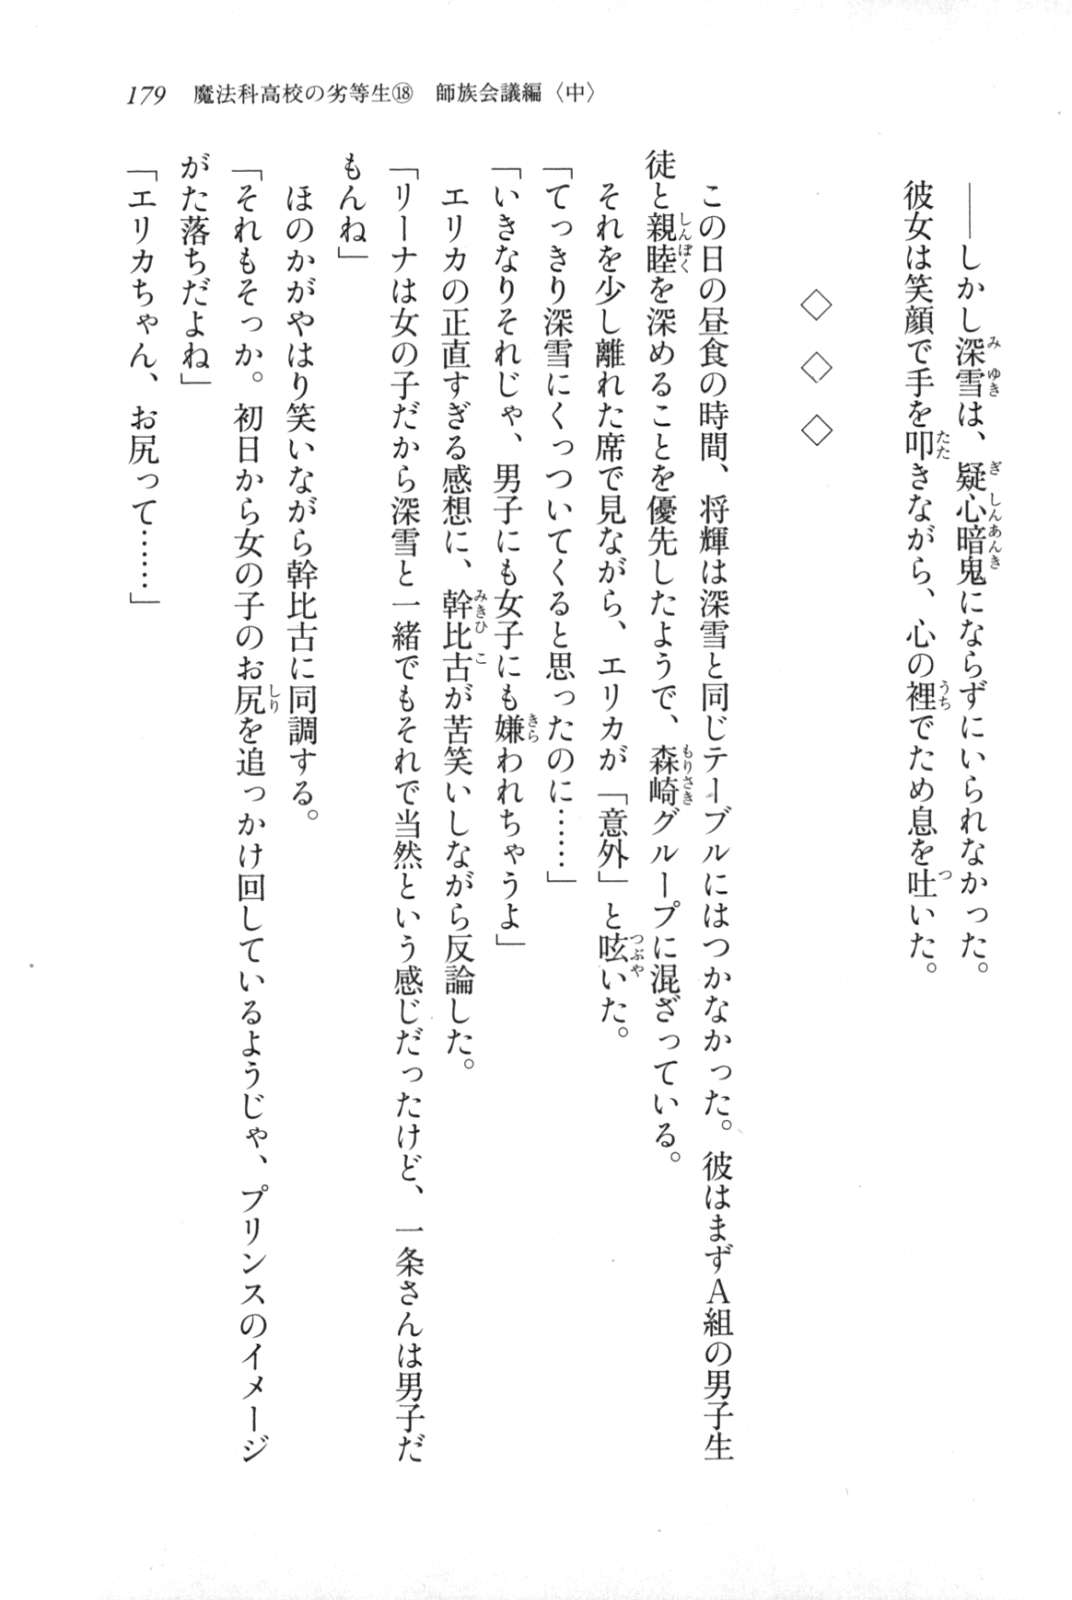 179 魔法科高校の劣等生⑱ 師族会議編〈中〉
――しかし深雪は、疑心暗鬼にならずにいられなかった。
彼女は笑顔で手を叩きながら、心の裡でため息を吐いた。
◇ ◇ ◇
この日の昼食の時間、将輝は深雪と同じテーブルにはつかなかった。彼はまずA組の男子生
徒と親睦を深めることを優先したようで、森崎グループに混ざっている。
それを少し離れた席で見ながら、エリカが「意外」と呟いた。
「てっきり深雪にくっついてくると思ったのに……」
「いきなりそれじゃ、男子にも女子にも嫌われちゃうよ」
エリカの正直すぎる感想に、幹比古が苦笑いしながら反論した。
「リーナは女の子だから深雪と一緒でもそれで当然という感じだったけど、一条さんは男子だ
もんね」
ほのかがやはり笑いながら幹比古に同調する。
「それもそっか。初日から女の子のお尻を追っかけ回しているようじゃ、プリンスのイメージ
がた落ちだよね」
「エリカちゃん、お尻って……」